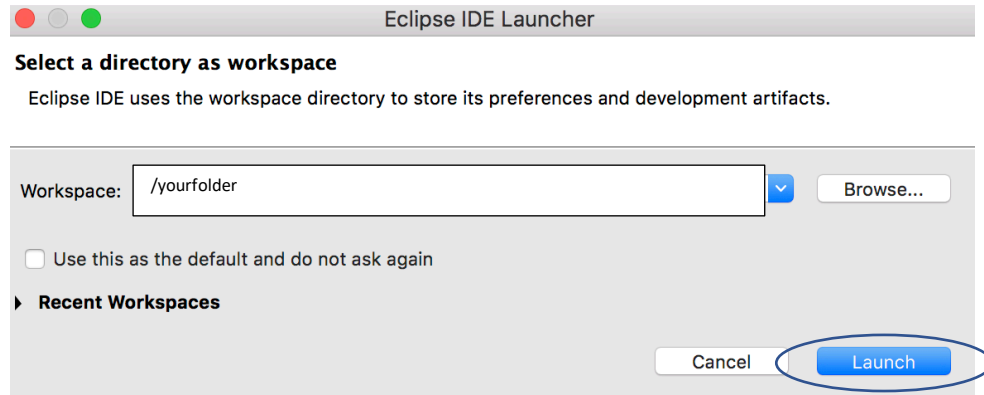 Eclipse IDE Launcher
Select a directory as workspace
Eclipse IDE uses the workspace directory to store its preferences and development artifacts.
Workspace: /yourfolder Browse...
Use this as the default and do not ask again
Recent Workspaces
Cancel Launch